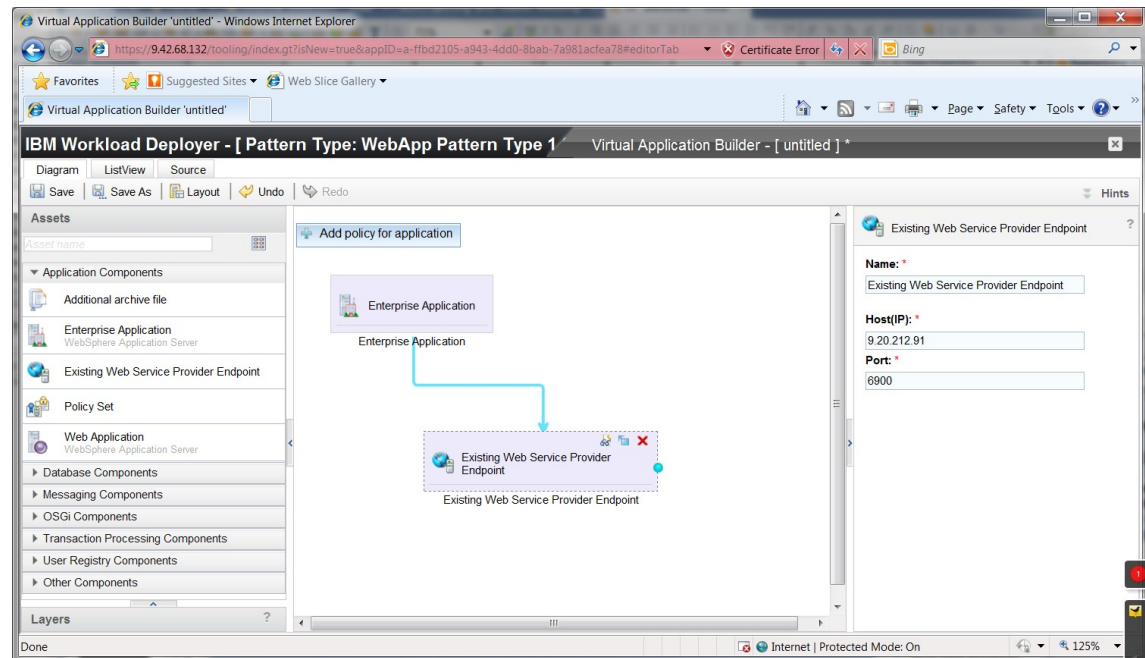 Virtual Application Builder 'untitled' - Windows Internet Explorer
https://9.42.68.132/tooling/index.gt?isNew=true&appID=a-ffbd2105-a943-4dd0-8bab-7a981acfea78#editorTab
Certificate Error
Bing
Favorites
Suggested Sites
Web Slice Gallery
Virtual Application Builder 'untitled'
Page
Safety
Tools
IBM Workload Deployer - [ Pattern Type: WebApp Pattern Type 1
Virtual Application Builder - [ untitled ] *
Diagram
ListView
Source
Save
Save As
Layout
Undo
Redo
Hints
Assets
Asset name
Application Components
Additional archive file
Enterprise Application
WebSphere Application Server
Existing Web Service Provider Endpoint
Policy Set
Web Application
WebSphere Application Server
Database Components
Messaging Components
OSGi Components
Transaction Processing Components
User Registry Components
Other Components
Layers
?
Add policy for application
Enterprise Application
Enterprise Application
Existing Web Service Provider
Endpoint
Existing Web Service Provider Endpoint
Existing Web Service Provider Endpoint
?
Name: *
Existing Web Service Provider Endpoint
Host(IP): *
9.20.212.91
Port: *
6900
Done
Internet | Protected Mode: On
125%